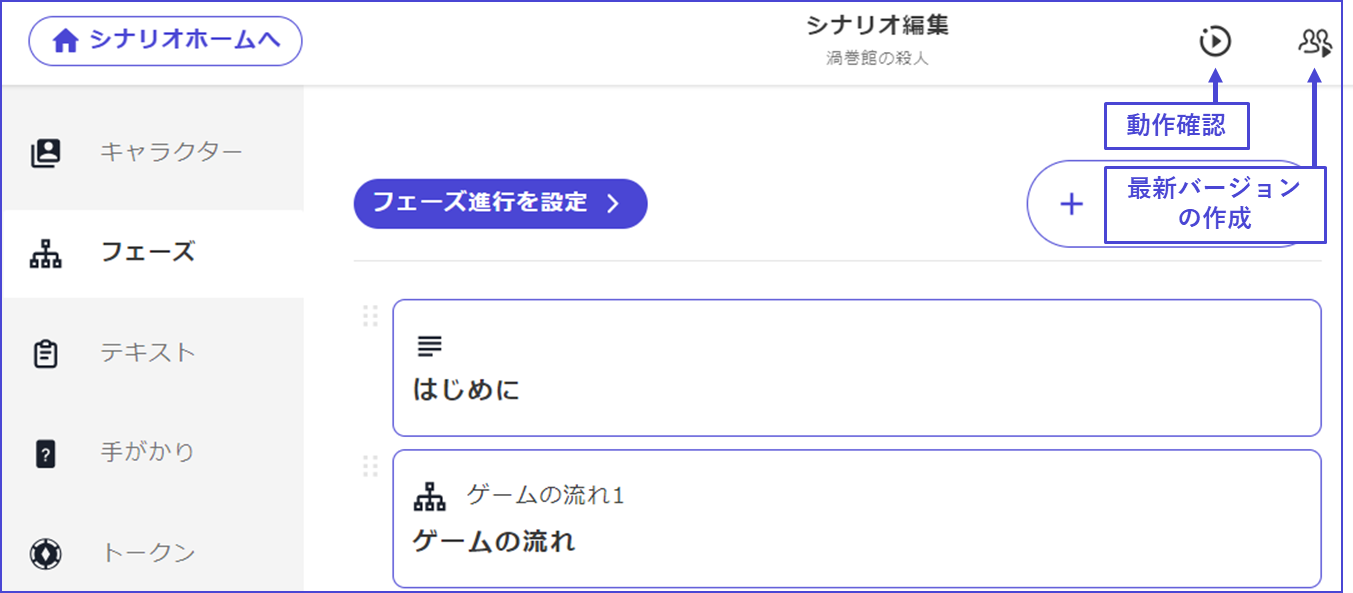 シナリオホームへ
シナリオ編集
渦巻館の殺人
動作確認
最新バージョン
の作成
キャラクター
フェーズ
テキスト
手がかり
トークン
フェーズ進行を設定
はじめに
ゲームの流れ1
ゲームの流れ